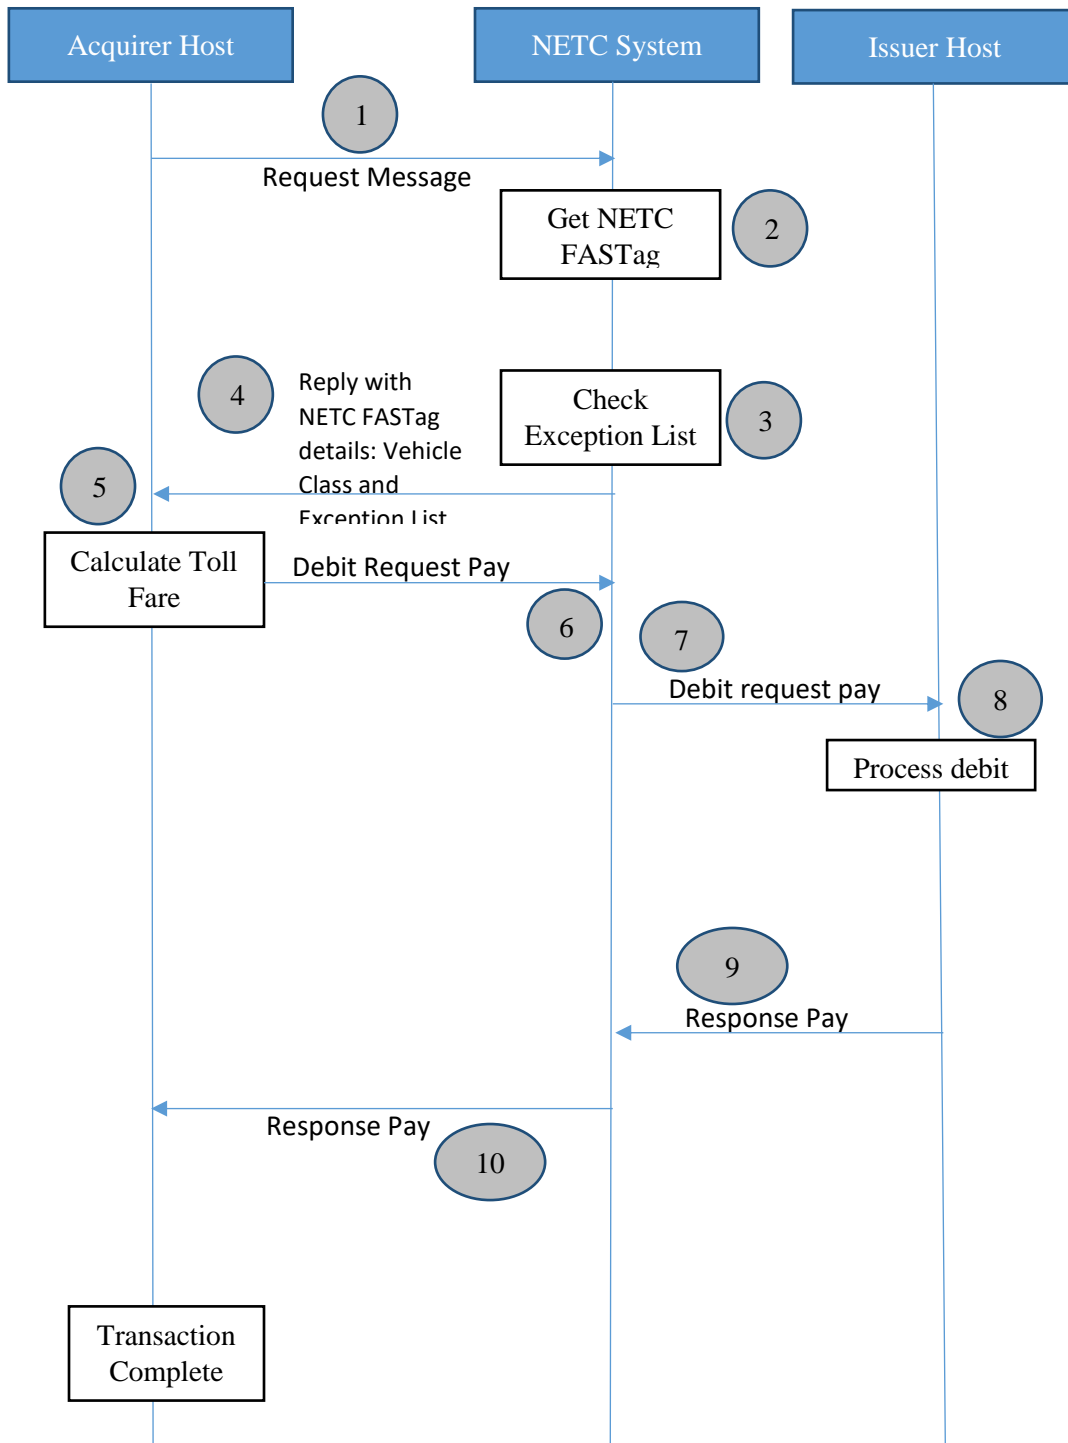 Acquirer Host
NETC System
Issuer Host
1
Request Message
Get NETC
FASTag
2
4
Reply with
NETC FASTag
details: Vehicle
Class and
Exception List
Check
Exception List
3
5
Calculate Toll
Fare
Debit Request Pay
6
7
Debit request pay
8
Process debit
9
Response Pay
Response Pay
10
Transaction
Complete